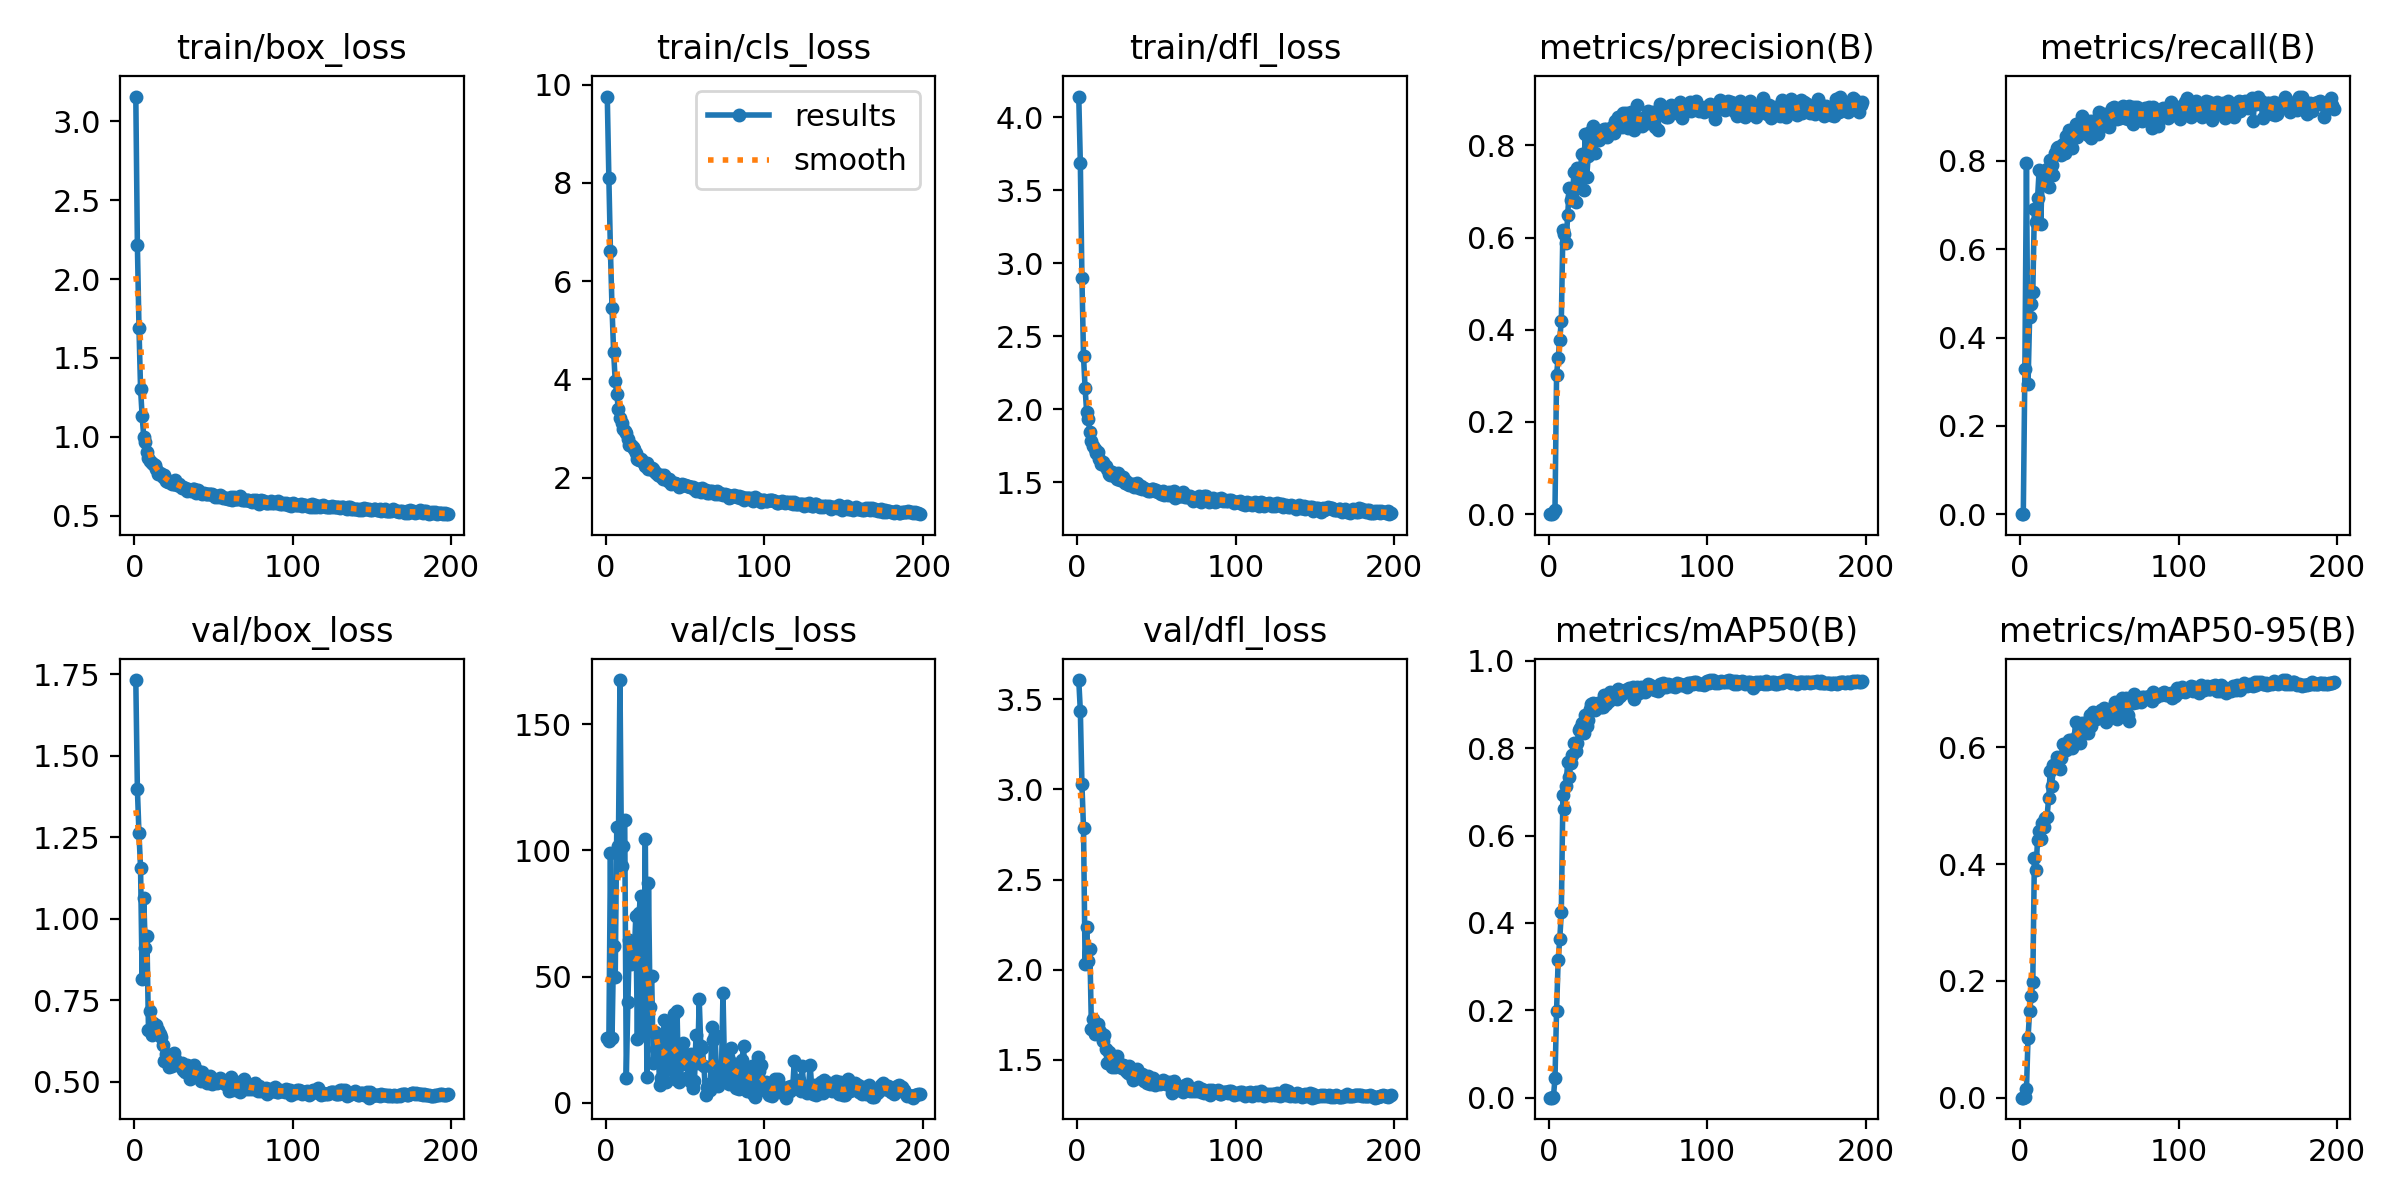 train/box_loss
3.0
2.5
2.0
1.5
1.0
0.5
0 100 200
train/cls_loss
results
smooth
10
8
6
4
2
0 100 200
train/dfl_loss
4.0
3.5
3.0
2.5
2.0
1.5
0 100 200
metrics/precision(B)
0.8
0.6
0.4
0.2
0.0
0 100 200
metrics/recall(B)
0.8
0.6
0.4
0.2
0.0
0 100 200
val/box_loss
1.75
1.50
1.25
1.00
0.75
0.50
0 100 200
val/cls_loss
150
100
50
0
0 100 200
val/dfl_loss
3.5
3.0
2.5
2.0
1.5
0 100 200
metrics/mAP50(B)
1.0
0.8
0.6
0.4
0.2
0.0
0 100 200
metrics/mAP50-95(B)
0.6
0.4
0.2
0.0
0 100 200